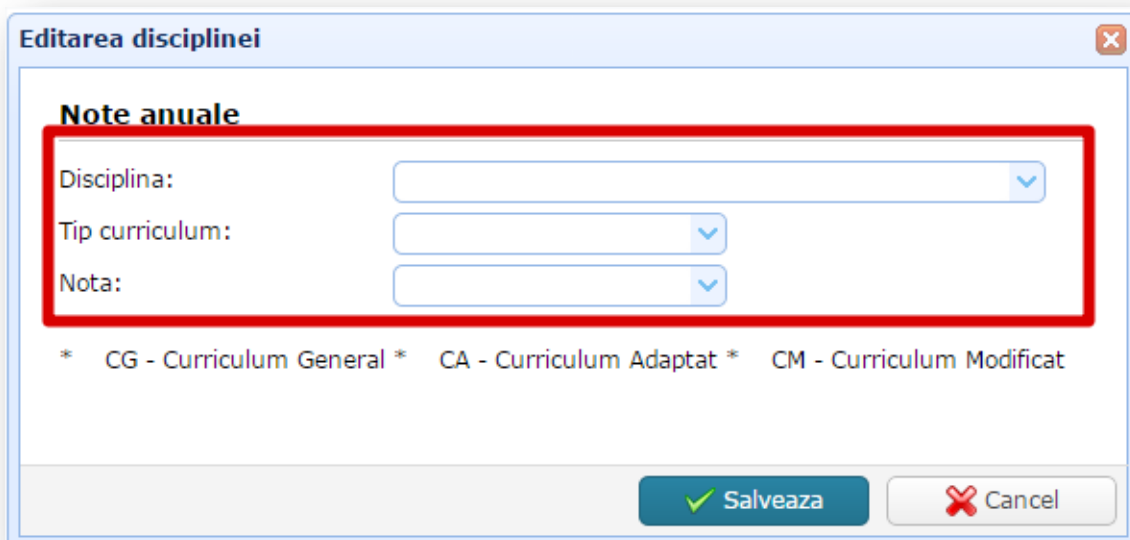 Editarea disciplinei
Note anuale
Disciplina:
Tip curriculum:
Nota:
* CG - Curriculum General * CA - Curriculum Adaptat * CM - Curriculum Modificat
Salveaza Cancel